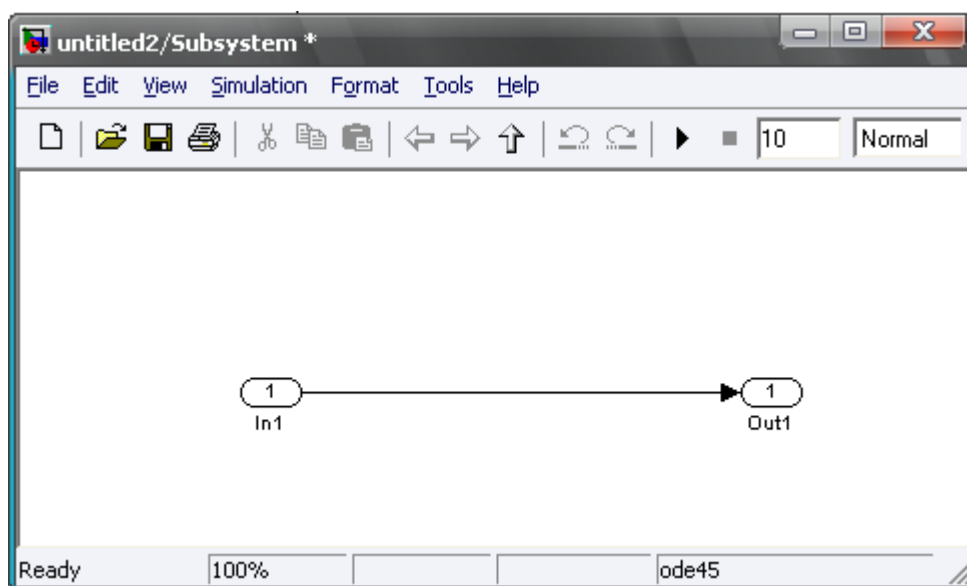 untitled2/Subsystem *
File Edit View Simulation Format Tools Help
10 Normal
1 1
In1 Out1
Ready 100% ode45